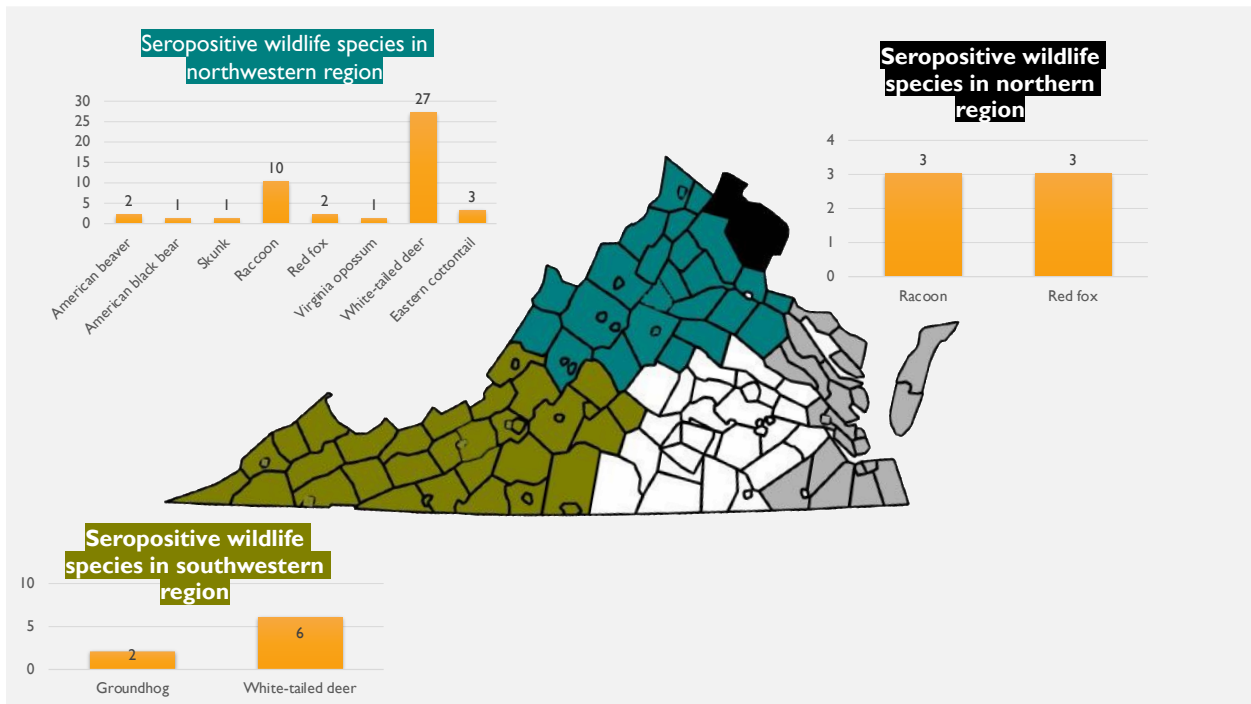 Seropositive wildlife species in
northwestern region
30
25
20
15
10
5
0
2
1
1
10
2
1
27
3
American beaver
American black bear
Skunk
Raccoon
Red fox
Virginia opossum
White-tailed deer
Eastern cottontail
Seropositive wildlife
species in northern
region
4
3
2
1
0
3
3
Racoon
Red fox
Seropositive wildlife
species in southwestern
region
10
5
0
2
6
Groundhog
White-tailed deer